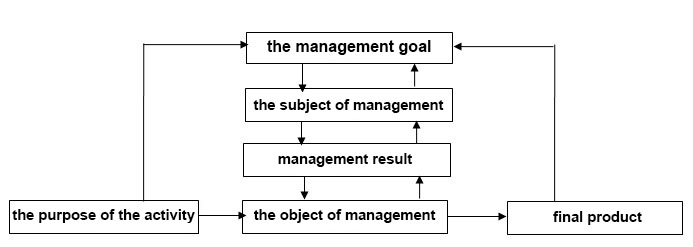 the management goal
the subject of management
management result
the purpose of the activity
the object of management
final product